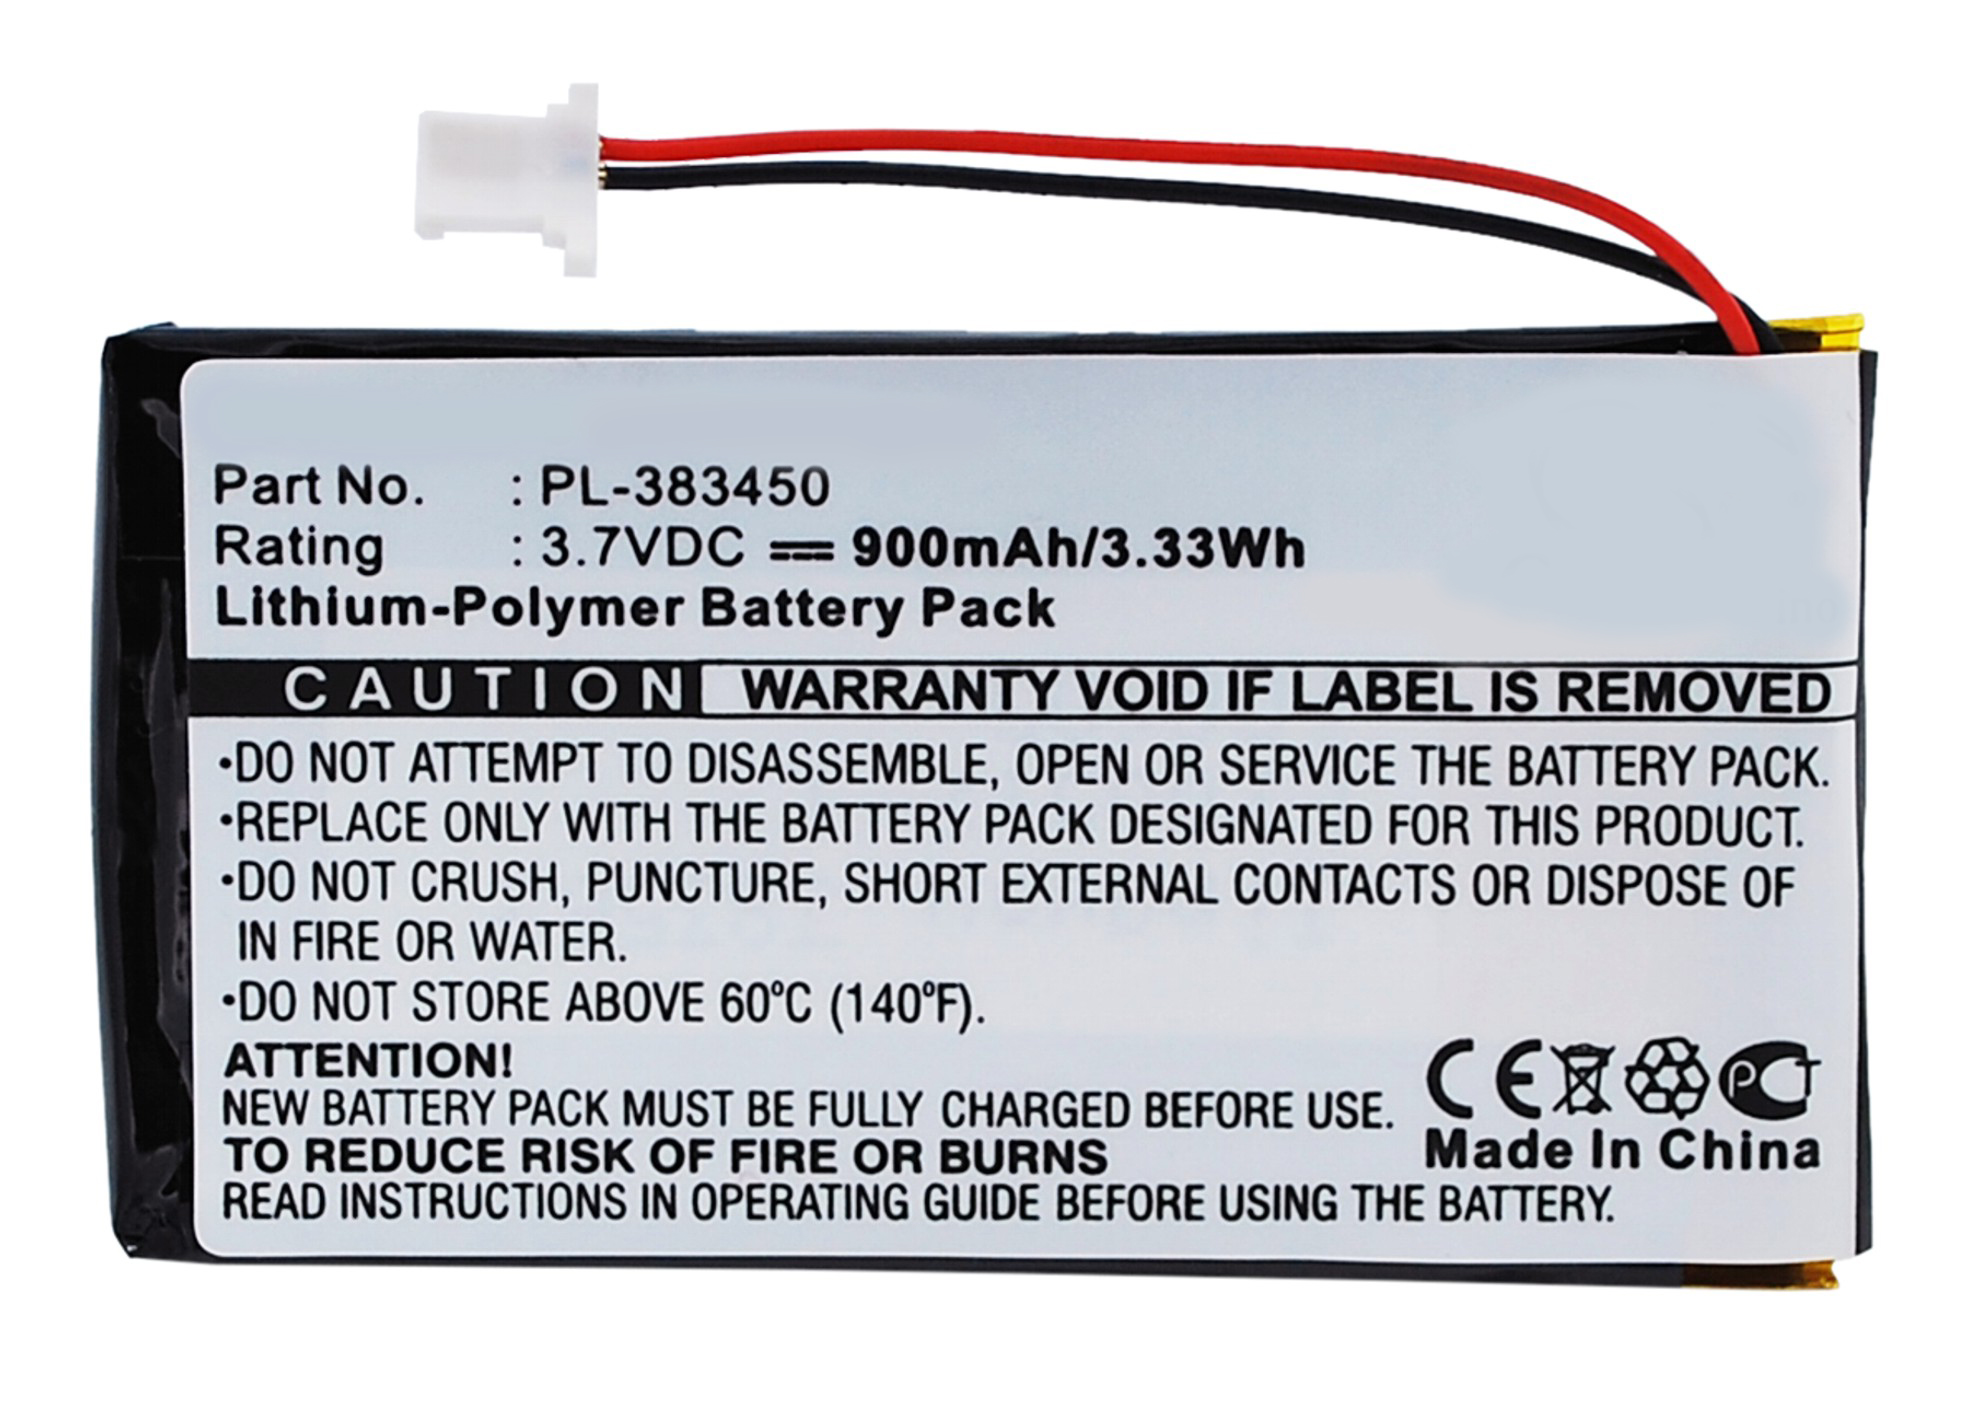 Part No. : PL-383450
Rating : 3.7VDC ⎓ 900mAh/3.33Wh
Lithium-Polymer Battery Pack
CAUTION WARRANTY VOID IF LABEL IS REMOVED
•DO NOT ATTEMPT TO DISASSEMBLE, OPEN OR SERVICE THE BATTERY PACK.
•REPLACE ONLY WITH THE BATTERY PACK DESIGNATED FOR THIS PRODUCT.
•DO NOT CRUSH, PUNCTURE, SHORT EXTERNAL CONTACTS OR DISPOSE OF
IN FIRE OR WATER.
•DO NOT STORE ABOVE 60°C (140°F).
ATTENTION!
NEW BATTERY PACK MUST BE FULLY CHARGED BEFORE USE.
CE PCT
Made In China
TO REDUCE RISK OF FIRE OR BURNS
READ INSTRUCTIONS IN OPERATING GUIDE BEFORE USING THE BATTERY.